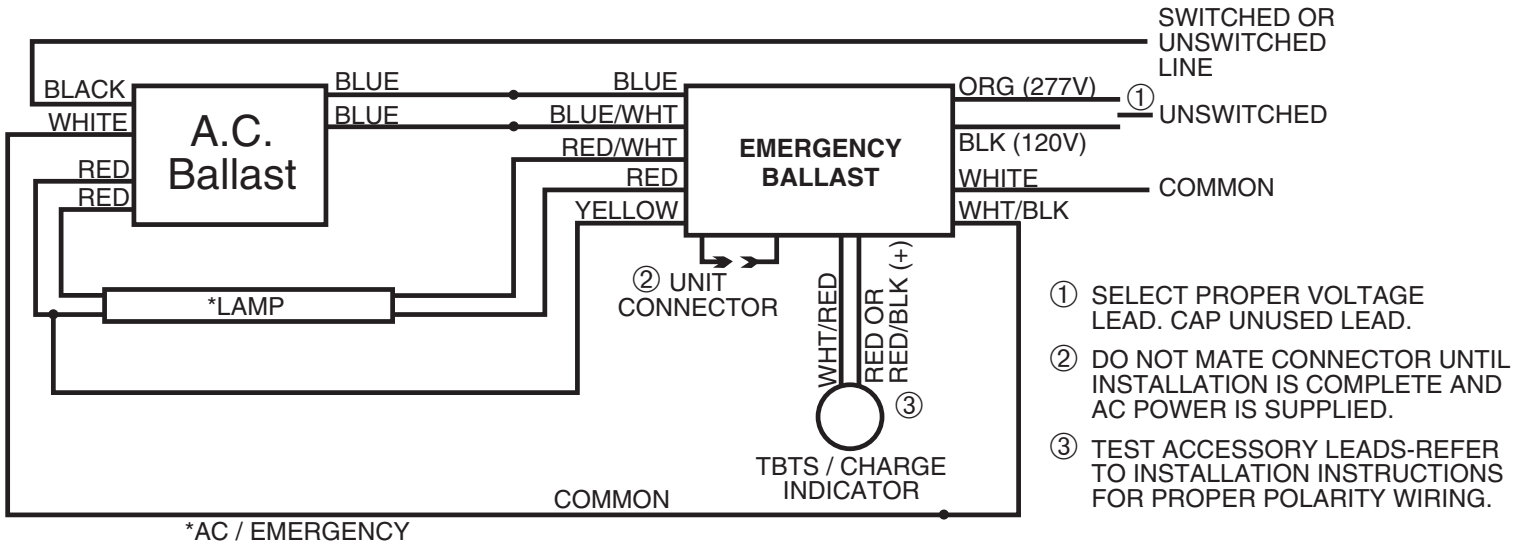 SWITCHED OR
UNSWITCHED
LINE
BLACK
WHITE
RED
RED
A.C.
Ballast
BLUE
BLUE
BLUE
BLUE/WHT
RED/WHT
RED
YELLOW
EMERGENCY
BALLAST
ORG (277V)
① UNSWITCHED
BLK (120V)
WHITE
COMMON
WHT/BLK
*LAMP
② UNIT
CONNECTOR
WHT/RED
RED OR
RED/BLK (+)
③
TBTS / CHARGE
INDICATOR
COMMON
*AC / EMERGENCY
① SELECT PROPER VOLTAGE
LEAD. CAP UNUSED LEAD.
② DO NOT MATE CONNECTOR UNTIL
INSTALLATION IS COMPLETE AND
AC POWER IS SUPPLIED.
③ TEST ACCESSORY LEADS-REFER
TO INSTALLATION INSTRUCTIONS
FOR PROPER POLARITY WIRING.